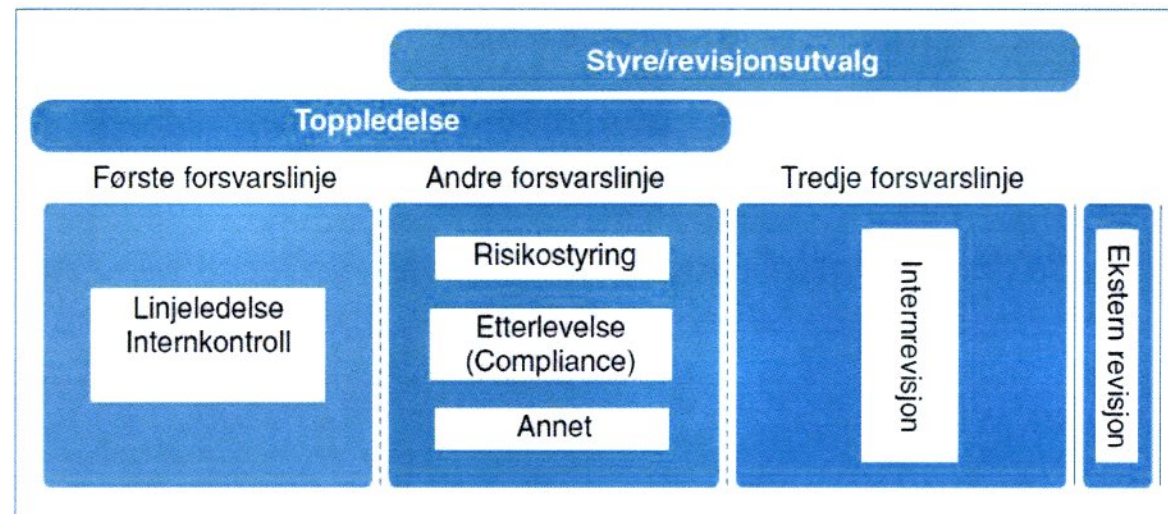 Styre/revisjonsutvalg
Toppledelse
Første forsvarslinje
Andre forsvarslinje
Tredje forsvarslinje
Linjeledelse
Internkontroll
Risikostyring
Etterlevelse
(Compliance)
Annet
Internrevisjon
Ekstern revisjon